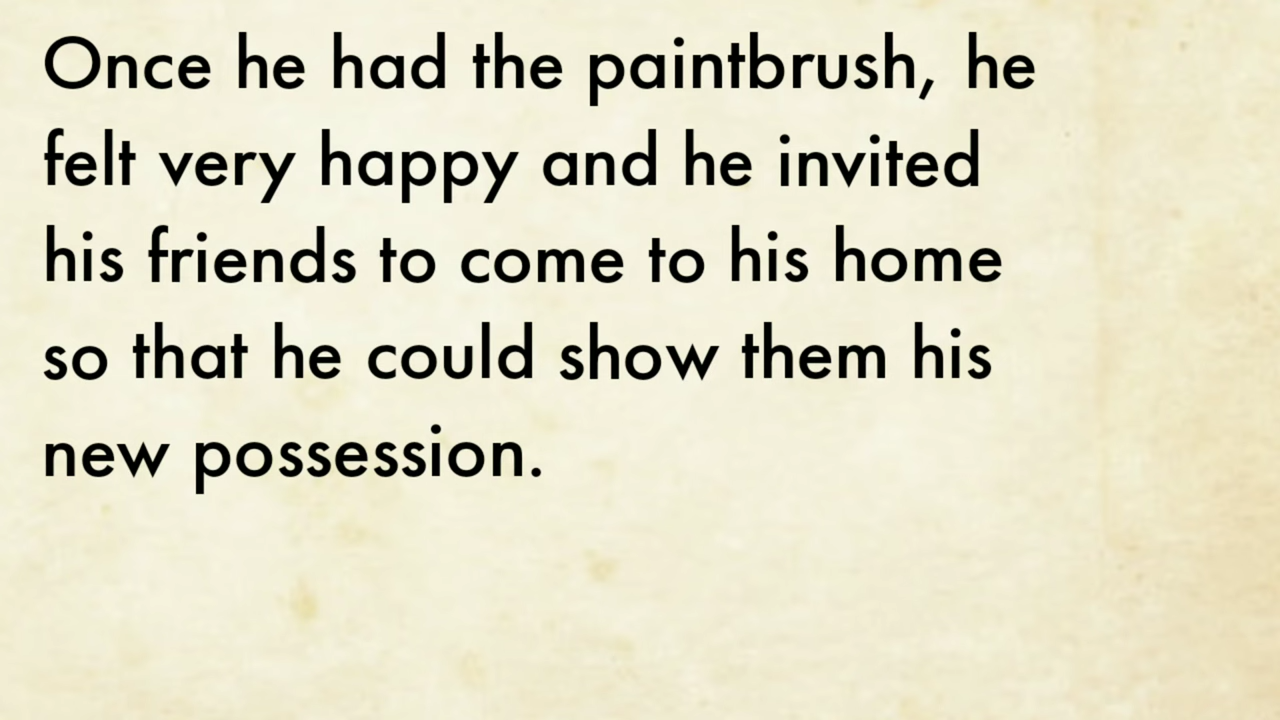 Once he had the paintbrush, he
felt very happy and he invited
his friends to come to his home
so that he could show them his
new possession.